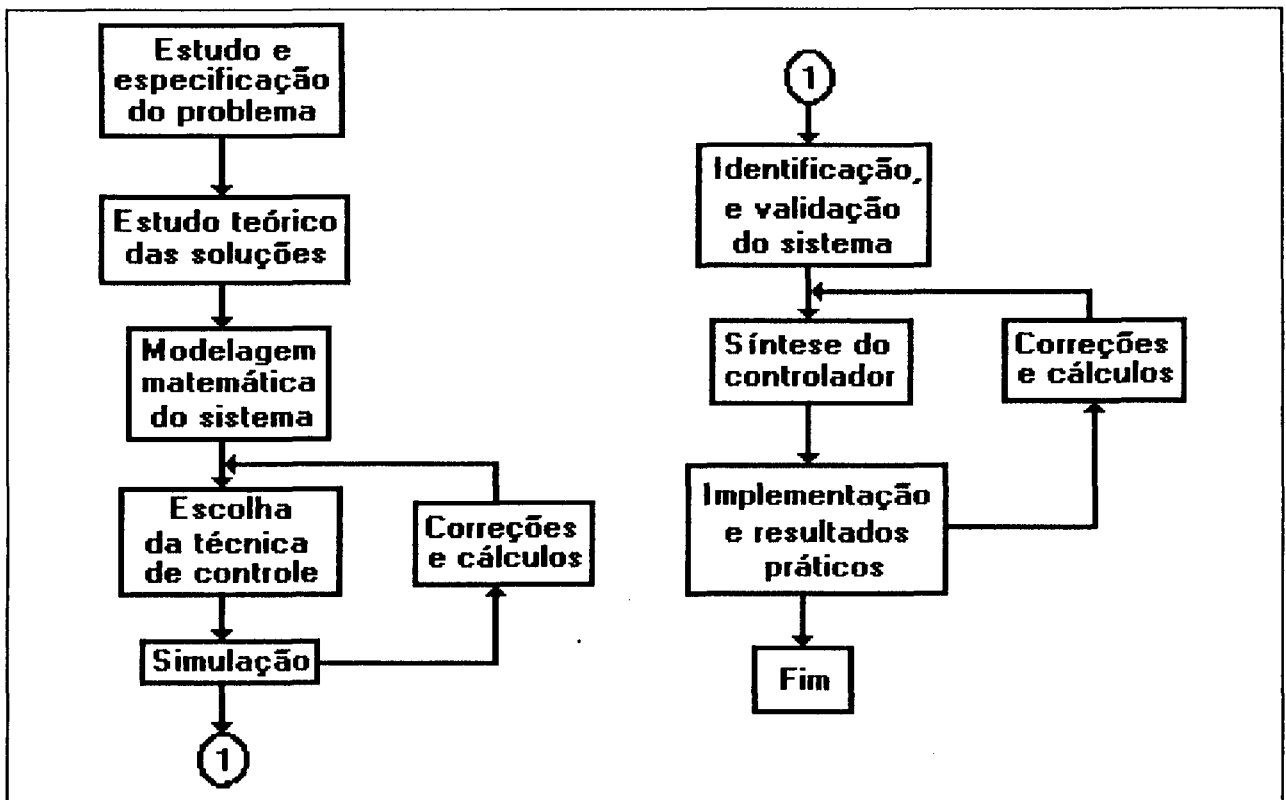 Estudo e
especificação
do problema
Estudo teórico
das soluções
Modelagem
matemática
do sistema
Escolha
da técnica
de controle
Correções
e cálculos
Simulação
1
1
Identificação,
e validação
do sistema
Síntese do
controlador
Correções
e cálculos
Implementação
e resultados
práticos
Fim